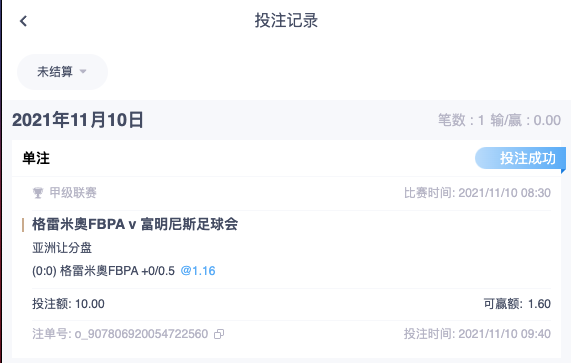 投注记录
未结算
2021年11月10日 笔数 : 1 输/赢 : 0.00
单注 投注成功
甲级联赛 比赛时间: 2021/11/10 08:30
格雷米奥FBPA v 富明尼斯足球会
亚洲让分盘
(0:0) 格雷米奥FBPA +0/0.5 @1.16
投注额: 10.00 可赢额: 1.60
注单号: o_907806920054722560 投注时间: 2021/11/10 09:40